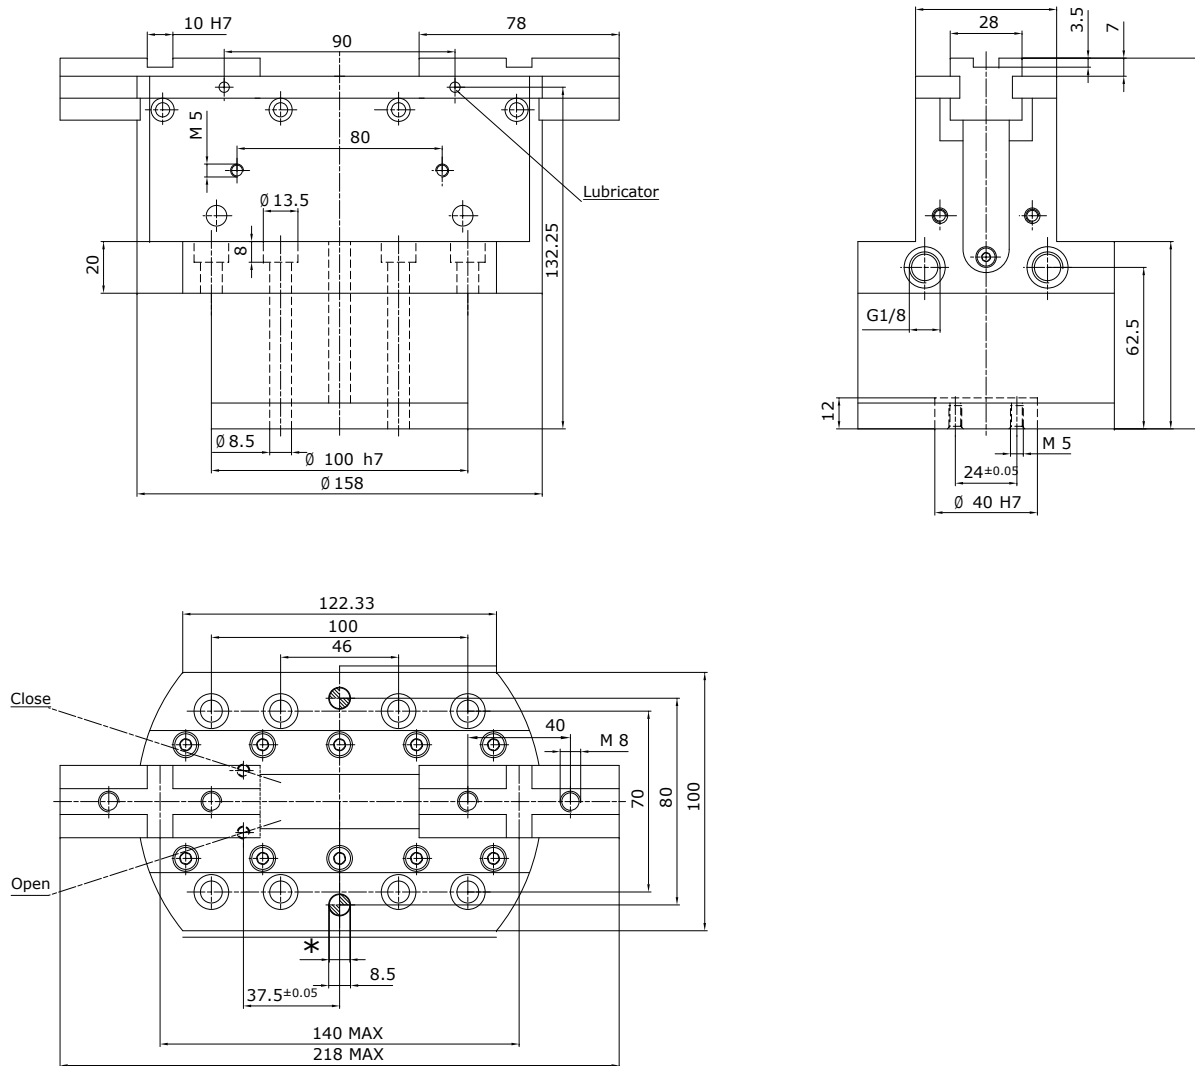 10 H7
78
90
M 5
80
Ø 13.5
Lubricator
8
20
132.25
Ø 8.5
Ø 100 h7
Ø 158
28
3.5
7
G1/8
62.5
12
M 5
24±0.05
Ø 40 H7
122.33
100
46
Close
40
M 8
70
80
100
Open
*
8.5
37.5±0.05
140 MAX
218 MAX